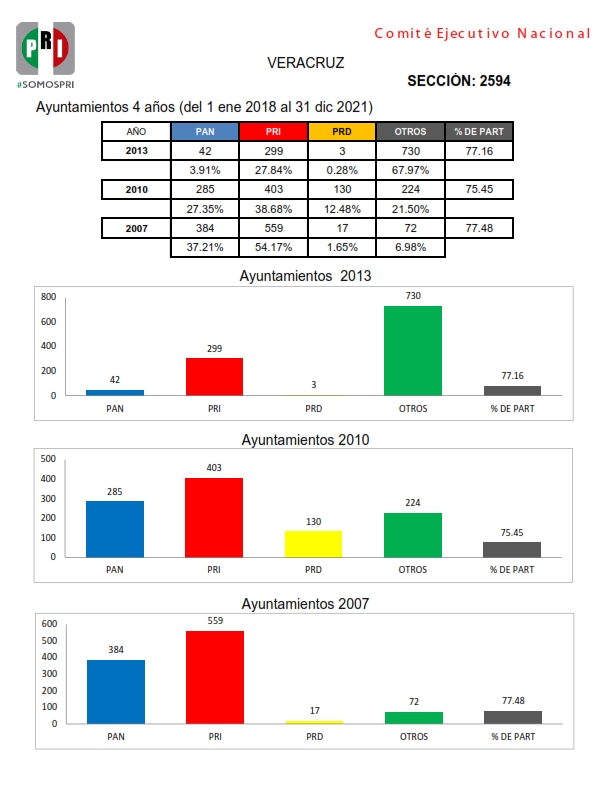 PRI
#SOMOSPRI
Comité Ejecutivo Nacional
VERACRUZ
SECCIÓN: 2594
Ayuntamientos 4 años (del 1 ene 2018 al 31 dic 2021)
AÑO PAN PRI PRD OTROS % DE PART
2013 42 299 3 730 77.16
3.91% 27.84% 0.28% 67.97%
2010 285 403 130 224 75.45
27.35% 38.68% 12.48% 21.50%
2007 384 559 17 72 77.48
37.21% 54.17% 1.65% 6.98%
Ayuntamientos 2013
800
600
400
200
0
42
299
3
730
77.16
PAN PRI PRD OTROS % DE PART
Ayuntamientos 2010
500
400
300
200
100
0
285
403
130
224
75.45
PAN PRI PRD OTROS % DE PART
Ayuntamientos 2007
600
500
400
300
200
100
0
384
559
17
72
77.48
PAN PRI PRD OTROS % DE PART